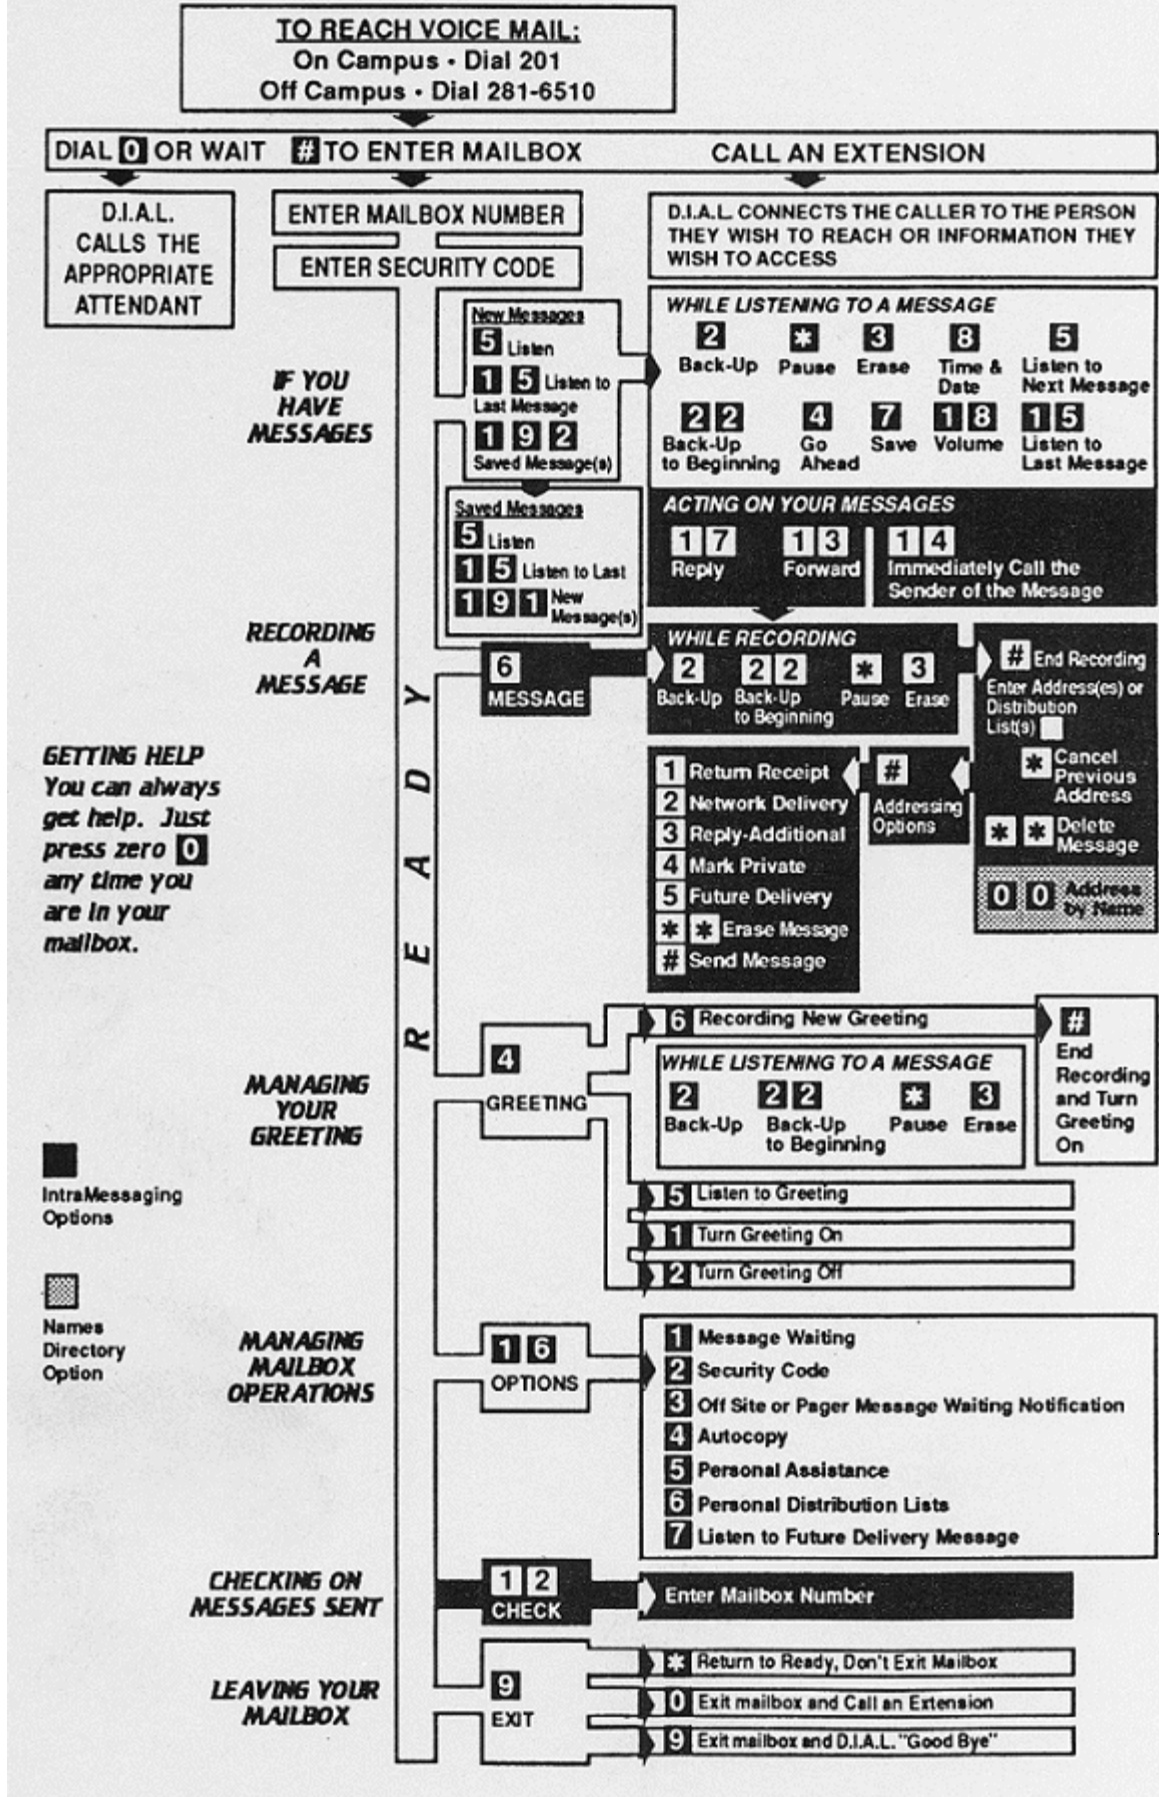 TO REACH VOICE MAIL:
On Campus • Dial 201
Off Campus • Dial 281-6510
DIAL 0 OR WAIT # TO ENTER MAILBOX CALL AN EXTENSION
D.I.A.L.
CALLS THE
APPROPRIATE
ATTENDANT
ENTER MAILBOX NUMBER
ENTER SECURITY CODE
D.I.A.L. CONNECTS THE CALLER TO THE PERSON
THEY WISH TO REACH OR INFORMATION THEY
WISH TO ACCESS
READY
IF YOU
HAVE
MESSAGES
New Messages
5 Listen
1 5 Listen to
Last Message
1 9 2
Saved Message(s)
Saved Messages
5 Listen
1 5 Listen to Last
1 9 1 New
Message(s)
WHILE LISTENING TO A MESSAGE
2 * 3 8 5
Back-Up Pause Erase Time & Listen to
Date Next Message
2 2 4 7 1 8 1 5
Back-Up Go Save Volume Listen to
to Beginning Ahead Last Message
ACTING ON YOUR MESSAGES
1 7 1 3 1 4
Reply Forward Immediately Call the
Sender of the Message
RECORDING
A
MESSAGE
6
MESSAGE
WHILE RECORDING
2 2 2 * 3
Back-Up Back-Up Pause Erase
to Beginning
# End Recording
Enter Address(es) or
Distribution
List(s)
* Cancel
Previous
Address
* * Delete
Message
0 0 Address
by Name
#
Addressing
Options
1 Return Receipt
2 Network Delivery
3 Reply-Additional
4 Mark Private
5 Future Delivery
* * Erase Message
# Send Message
GETTING HELP
You can always
get help. Just
press zero 0
any time you
are in your
mailbox.
MANAGING
YOUR
GREETING
4
GREETING
6 Recording New Greeting
WHILE LISTENING TO A MESSAGE
2 2 2 * 3
Back-Up Back-Up Pause Erase
to Beginning
#
End
Recording
and Turn
Greeting
On
5 Listen to Greeting
1 Turn Greeting On
2 Turn Greeting Off
IntraMessaging
Options
Names
Directory
Option
MANAGING
MAILBOX
OPERATIONS
1 6
OPTIONS
1 Message Waiting
2 Security Code
3 Off Site or Pager Message Waiting Notification
4 Autocopy
5 Personal Assistance
6 Personal Distribution Lists
7 Listen to Future Delivery Message
CHECKING ON
MESSAGES SENT
1 2
CHECK
Enter Mailbox Number
LEAVING YOUR
MAILBOX
9
EXIT
* Return to Ready, Don't Exit Mailbox
0 Exit mailbox and Call an Extension
9 Exit mailbox and D.I.A.L. "Good Bye"